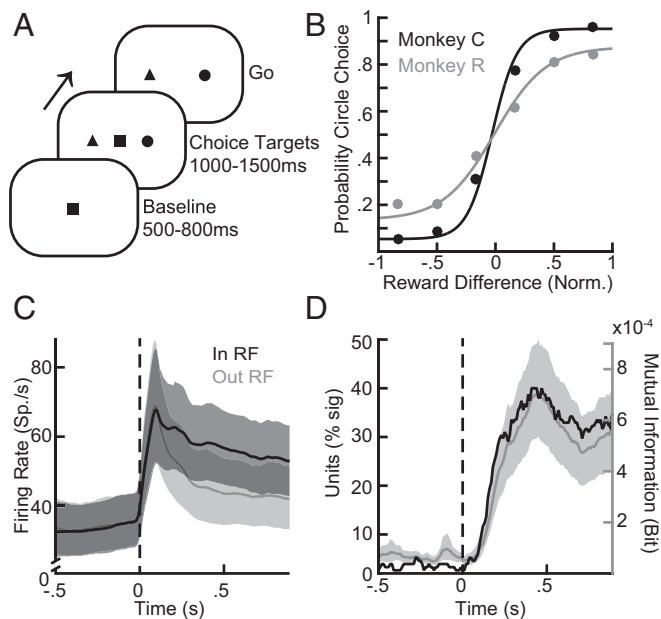 A
Go
Choice Targets
1000-1500ms
Baseline
500-800ms
B
Monkey C
Monkey R
Probability Circle Choice
1
.8
.6
.4
.2
-1 -.5 0 .5 1
Reward Difference (Norm.)
C
In RF
Out RF
Firing Rate (Sp./s)
80
60
40
0
-.5 0 .5
Time (s)
D
x10-4
Units (% sig)
50
40
30
20
10
0
Mutual Information (Bit)
8
6
4
2
-.5 0 .5
Time (s)